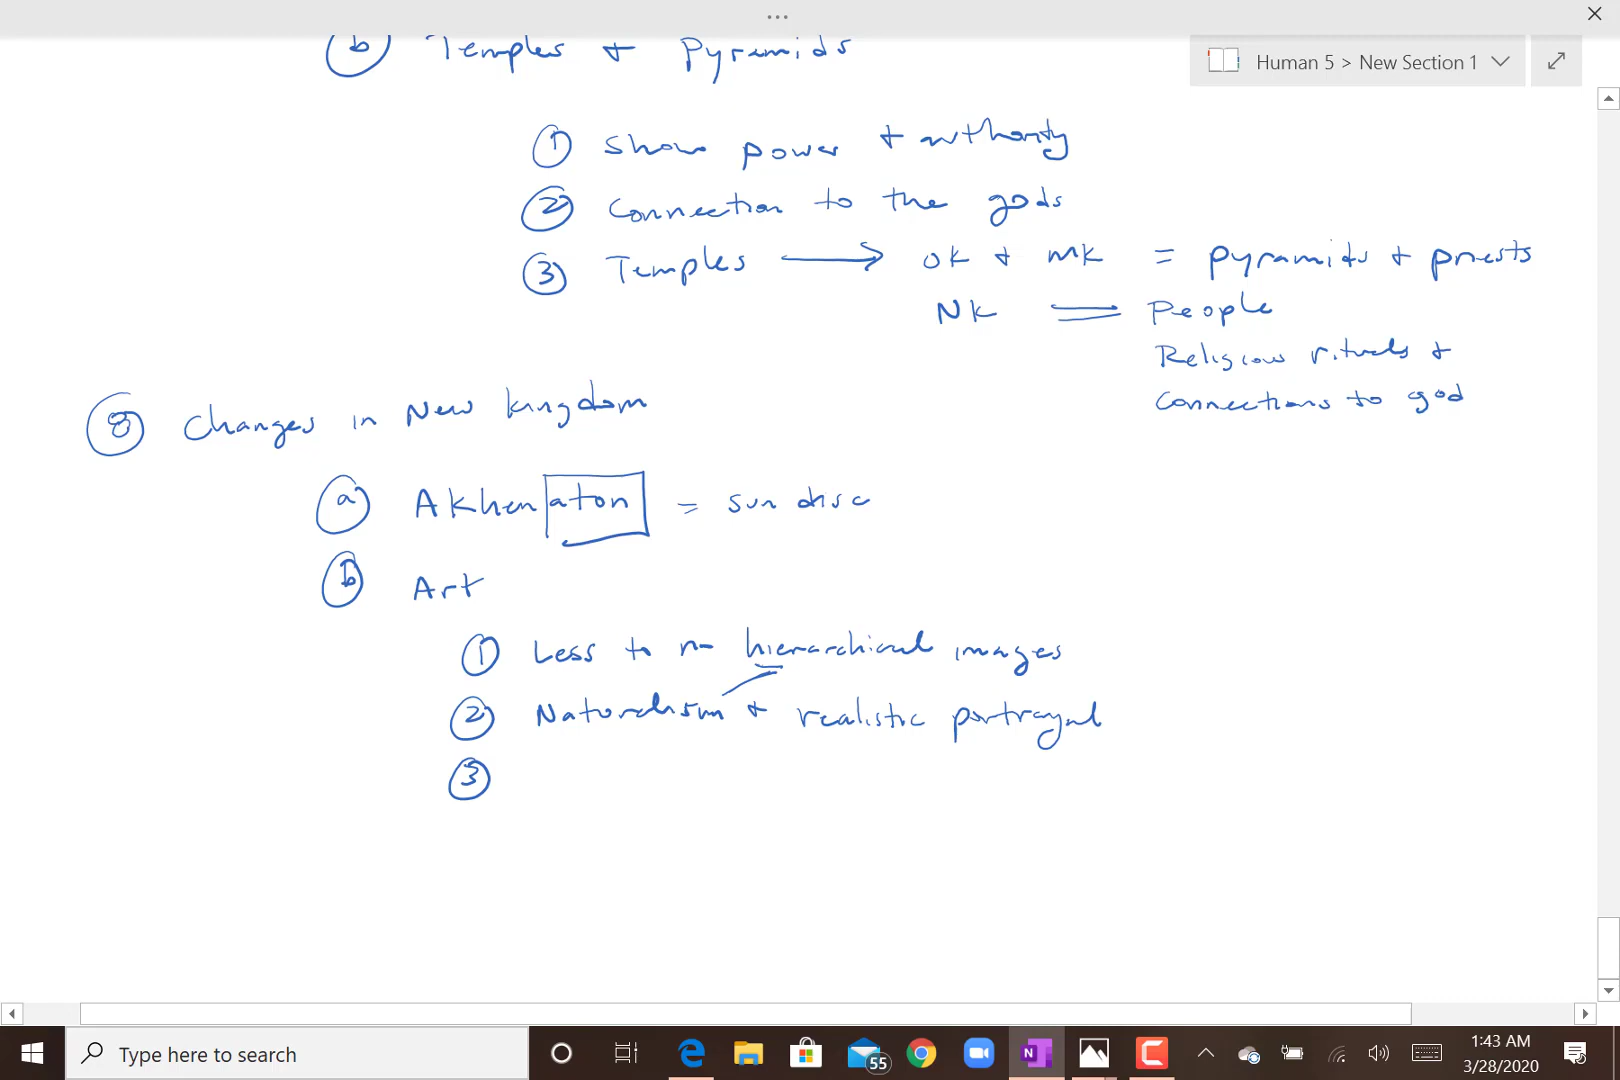 Human 5 > New Section 1
b Temples + Pyramids
1 Show power + authority
2 Connection to the gods
3 Temples → OK + MK = pyramids + priests
NK = People
Religious rituals +
Connections to god
8 Changes in New Kingdom
a Akhenaton = sun disc
b Art
1 Less to no hierarchical images
2 Naturalism + realistic portrayal
3
Type here to search
55
N
1:43 AM
3/28/2020